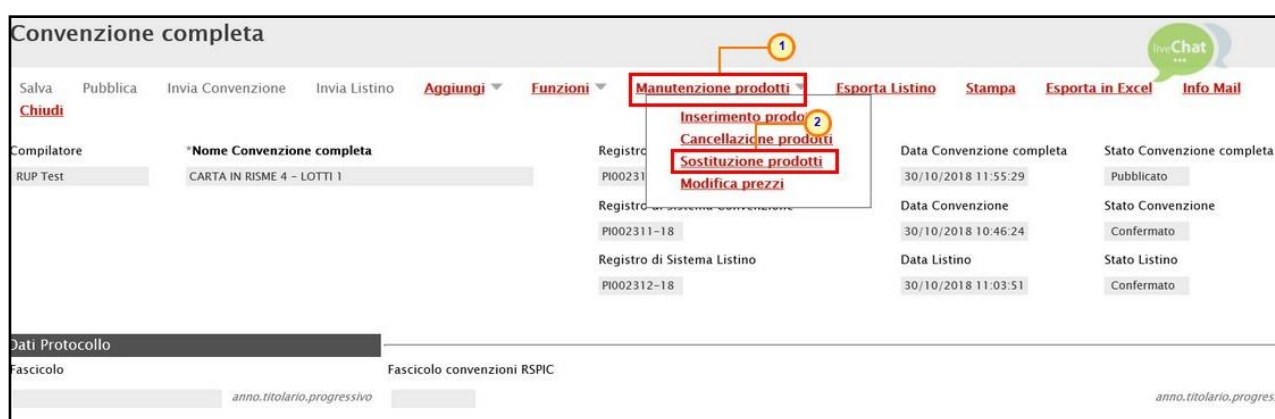 Convenzione completa
1
liveChat
Salva Pubblica Invia Convenzione Invia Listino Aggiungi Funzioni Manutenzione prodotti Esporta Listino Stampa Esporta in Excel Info Mail
Chiudi
Inserimento
2
Cancellazione prodotti
Sostituzione prodotti
Modifica prezzi
Compilatore *Nome Convenzione completa Data Convenzione completa Stato Convenzione completa
RUP Test CARTA IN RISME 4 - LOTTI 1 30/10/2018 11:55:29 Pubblicato
Data Convenzione Stato Convenzione
PI002311-18 30/10/2018 10:46:24 Confermato
Registro di Sistema Listino Data Listino Stato Listino
PI002312-18 30/10/2018 11:03:51 Confermato
Dati Protocollo
Fascicolo Fascicolo convenzioni RSPIC
anno.titolario.progressivo